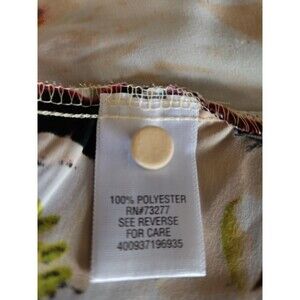 100% POLYESTER
RN#73277
SEE REVERSE
FOR CARE
400937196935